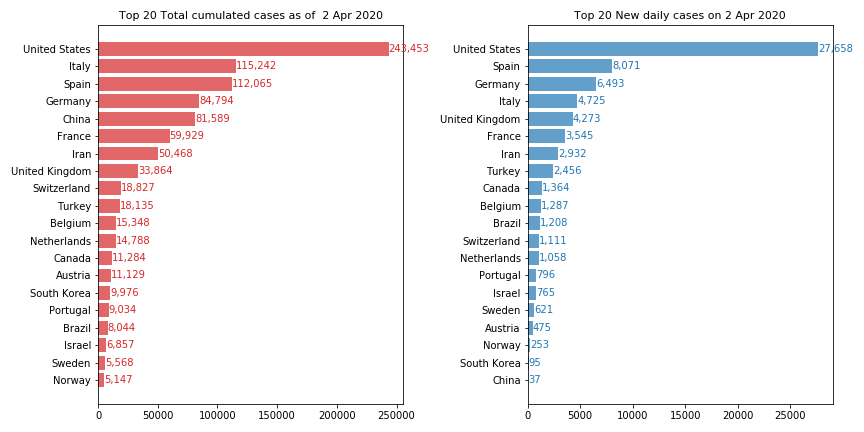 Top 20 Total cumulated cases as of  2 Apr 2020
United States 243,453
Italy 115,242
Spain 112,065
Germany 84,794
China 81,589
France 59,929
Iran 50,468
United Kingdom 33,864
Switzerland 18,827
Turkey 18,135
Belgium 15,348
Netherlands 14,788
Canada 11,284
Austria 11,129
South Korea 9,976
Portugal 9,034
Brazil 8,044
Israel 6,857
Sweden 5,568
Norway 5,147
0 50000 100000 150000 200000 250000
Top 20 New daily cases on 2 Apr 2020
United States 27,658
Spain 8,071
Germany 6,493
Italy 4,725
United Kingdom 4,273
France 3,545
Iran 2,932
Turkey 2,456
Canada 1,364
Belgium 1,287
Brazil 1,208
Switzerland 1,111
Netherlands 1,058
Portugal 796
Israel 765
Sweden 621
Austria 475
Norway 253
South Korea 95
China 37
0 5000 10000 15000 20000 25000